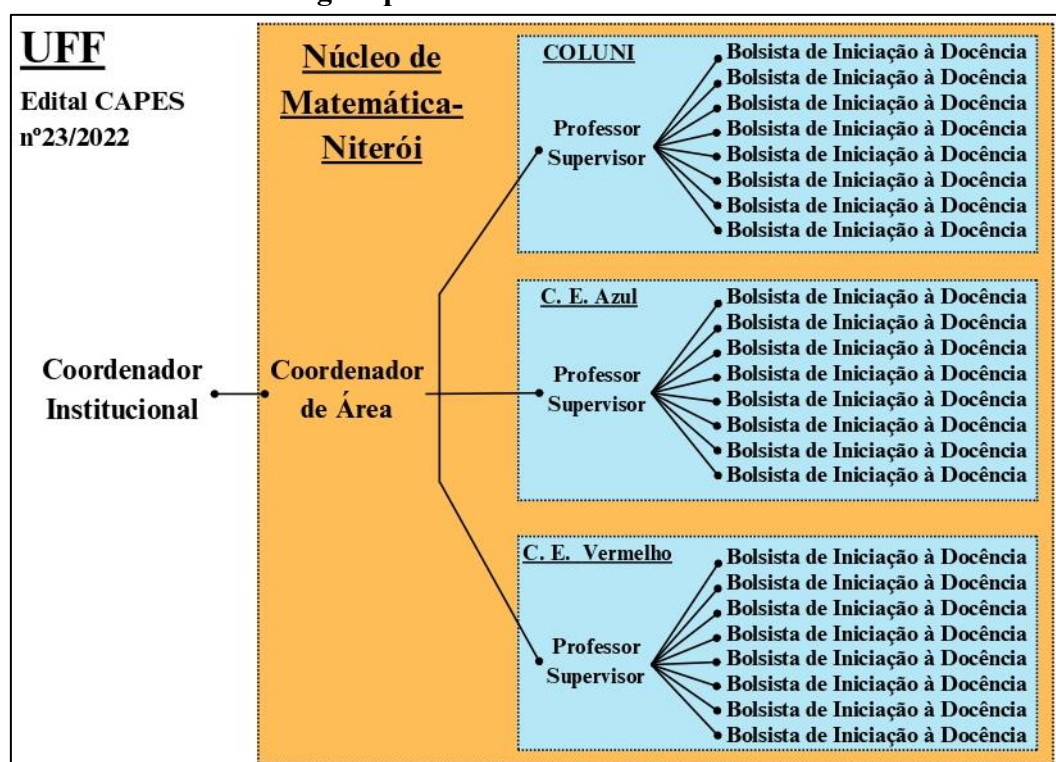 UFF
Edital CAPES
nº23/2022
Coordenador
Institucional
Núcleo de
Matemática-
Niterói
Coordenador
de Área
COLUNI
Professor
Supervisor
Bolsista de Iniciação à Docência
Bolsista de Iniciação à Docência
Bolsista de Iniciação à Docência
Bolsista de Iniciação à Docência
Bolsista de Iniciação à Docência
Bolsista de Iniciação à Docência
Bolsista de Iniciação à Docência
Bolsista de Iniciação à Docência
C. E. Azul
Professor
Supervisor
Bolsista de Iniciação à Docência
Bolsista de Iniciação à Docência
Bolsista de Iniciação à Docência
Bolsista de Iniciação à Docência
Bolsista de Iniciação à Docência
Bolsista de Iniciação à Docência
Bolsista de Iniciação à Docência
Bolsista de Iniciação à Docência
C. E. Vermelho
Professor
Supervisor
Bolsista de Iniciação à Docência
Bolsista de Iniciação à Docência
Bolsista de Iniciação à Docência
Bolsista de Iniciação à Docência
Bolsista de Iniciação à Docência
Bolsista de Iniciação à Docência
Bolsista de Iniciação à Docência
Bolsista de Iniciação à Docência